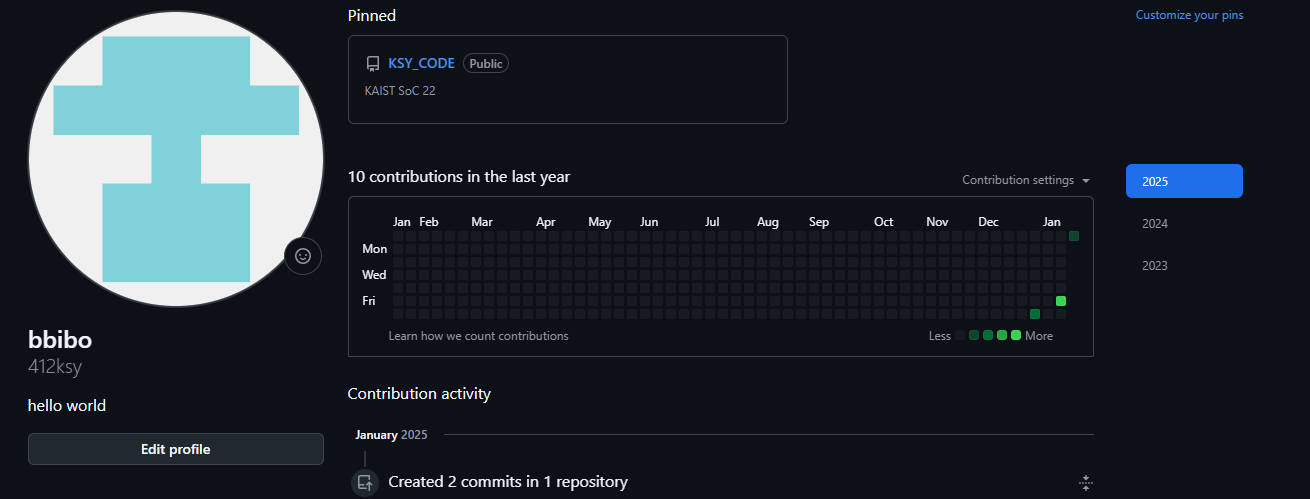 Pinned
Customize your pins
KSY_CODE Public
KAIST SoC 22
10 contributions in the last year
Contribution settings
2025
2024
2023
Jan Feb Mar Apr May Jun Jul Aug Sep Oct Nov Dec Jan
Mon
Wed
Fri
Learn how we count contributions
Less More
bbibo
412ksy
hello world
Edit profile
Contribution activity
January 2025
Created 2 commits in 1 repository